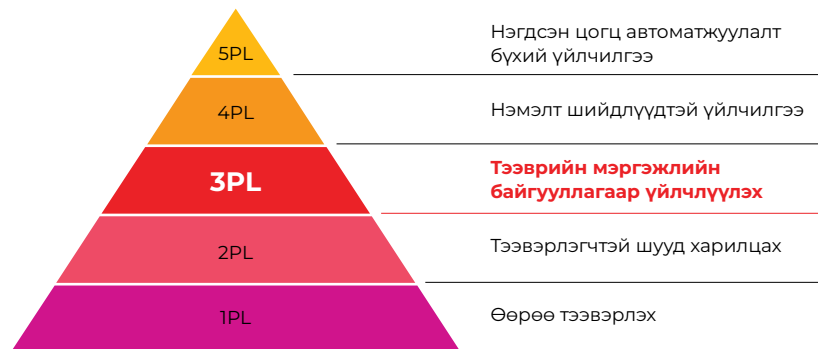 5PL
Нэгдсэн цогц автоматжуулалт
бүхий үйлчилгээ
4PL
Нэмэлт шийдлүүдтэй үйлчилгээ
3PL
Тээврийн мэргэжлийн
байгууллагаар үйлчлүүлэх
2PL
Тээвэрлэгчтэй шууд харилцах
1PL
Өөрөө тээвэрлэх